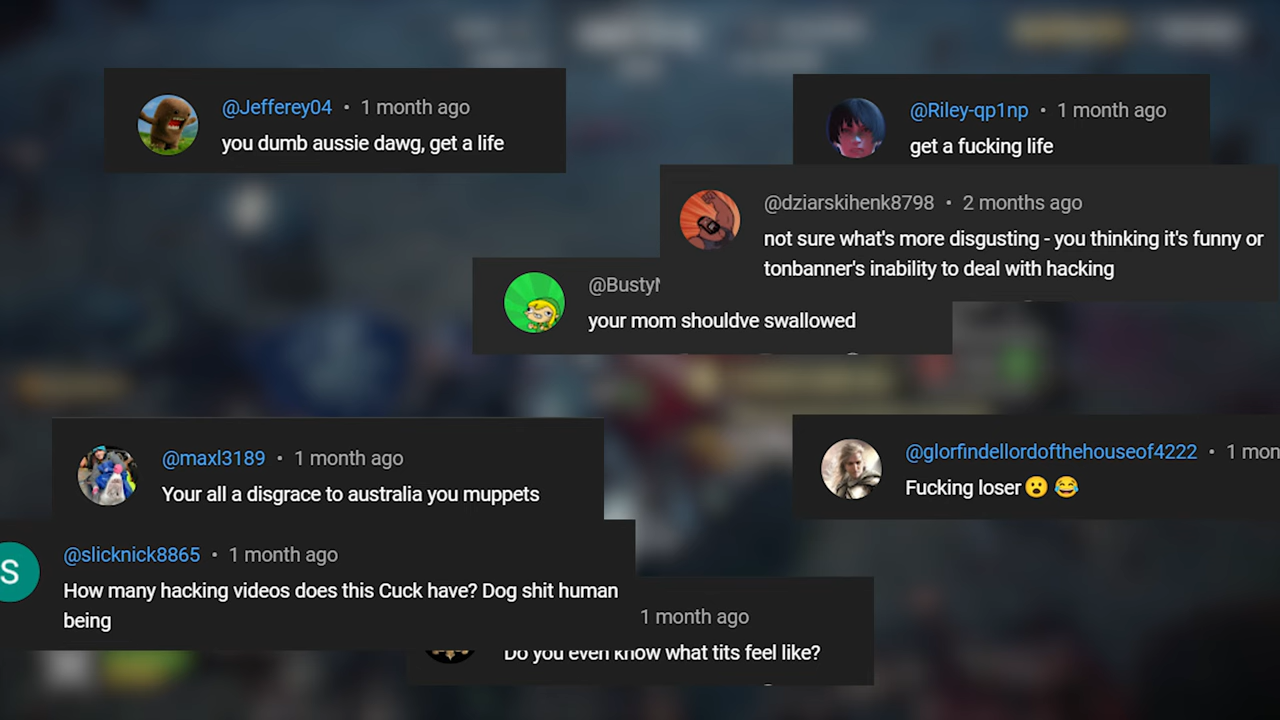 @Jefferey04 • 1 month ago
you dumb aussie dawg, get a life
@Riley-qp1np • 1 month ago
get a fucking life
@dziarskihenk8798 • 2 months ago
not sure what's more disgusting - you thinking it's funny or
tonbanner's inability to deal with hacking
@Busty
your mom shouldve swallowed
@maxl3189 • 1 month ago
Your all a disgrace to australia you muppets
@glorfindellordofthehouseof4222 • 1 mon
Fucking loser😮 😂
S
@slicknick8865 • 1 month ago
How many hacking videos does this Cuck have? Dog shit human
being
1 month ago
Do you even know what tits feel like?